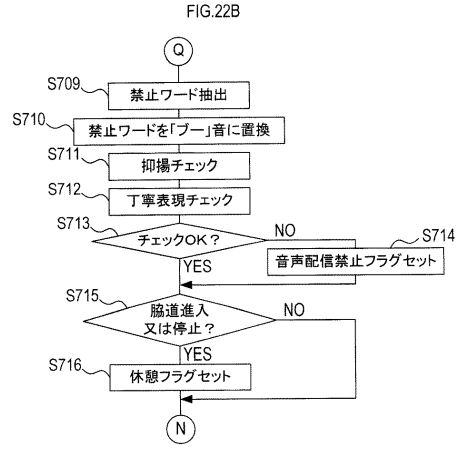 FIG.22B
Q
S709
禁止ワード抽出
S710
禁止ワードを「ブー」音に置換
S711
抑揚チェック
S712
丁寧表現チェック
S713
チェックOK?
NO
S714
音声配信禁止フラグセット
YES
S715
脇道進入
又は停止?
NO
YES
S716
休憩フラグセット
N